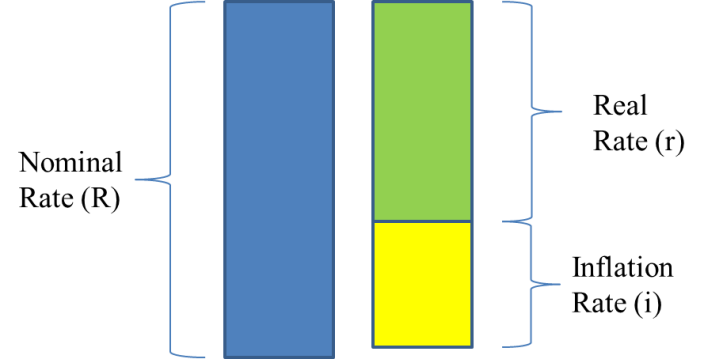 Nominal
Rate (R)
Real
Rate (r)
Inflation
Rate (i)